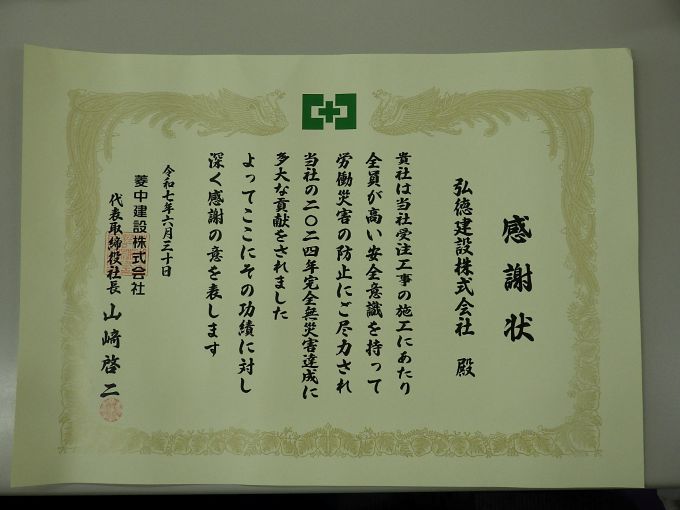 感謝状
弘徳建設株式会社 殿
貴社は当社受注工事の施工にあたり
全員が高い安全意識を持って
労働災害の防止にご尽力され
当社の二〇二四年完全無災害達成に
多大な貢献をされました
よってここにその功績に対し
深く感謝の意を表します
令和七年六月三十日
菱中建設株式会社
代表取締役社長 山﨑啓二